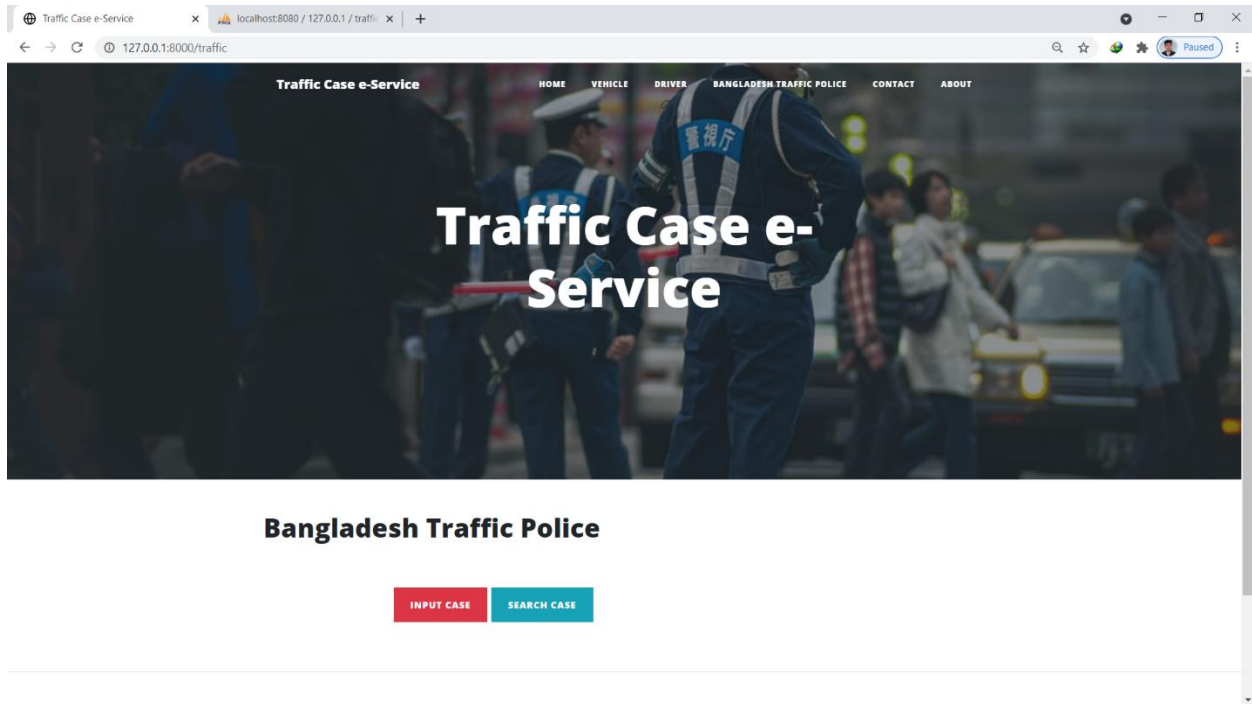 Traffic Case e-Service
localhost:8080 / 127.0.0.1 / traffic
127.0.0.1:8000/traffic
Paused
Traffic Case e-Service
HOME VEHICLE DRIVER BANGLADESH TRAFFIC POLICE CONTACT ABOUT
警視庁
Traffic Case e-
Service
Bangladesh Traffic Police
INPUT CASE SEARCH CASE